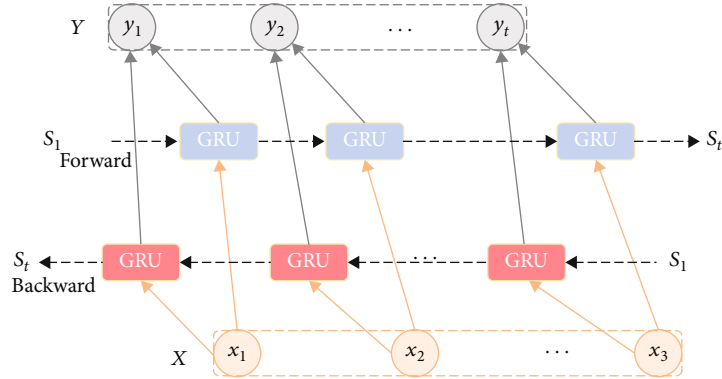 Y y₁ y₂ ... yₜ
S₁ GRU GRU GRU Sₜ
Forward
Sₜ GRU GRU ... GRU S₁
Backward
X x₁ x₂ ... x₃